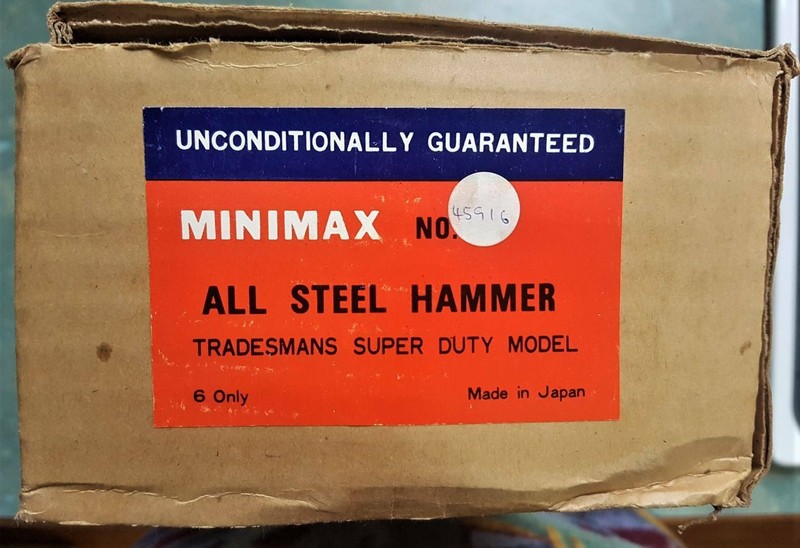 UNCONDITIONALLY GUARANTEED
MINIMAX NO. 45916
ALL STEEL HAMMER
TRADESMANS SUPER DUTY MODEL
6 Only Made in Japan